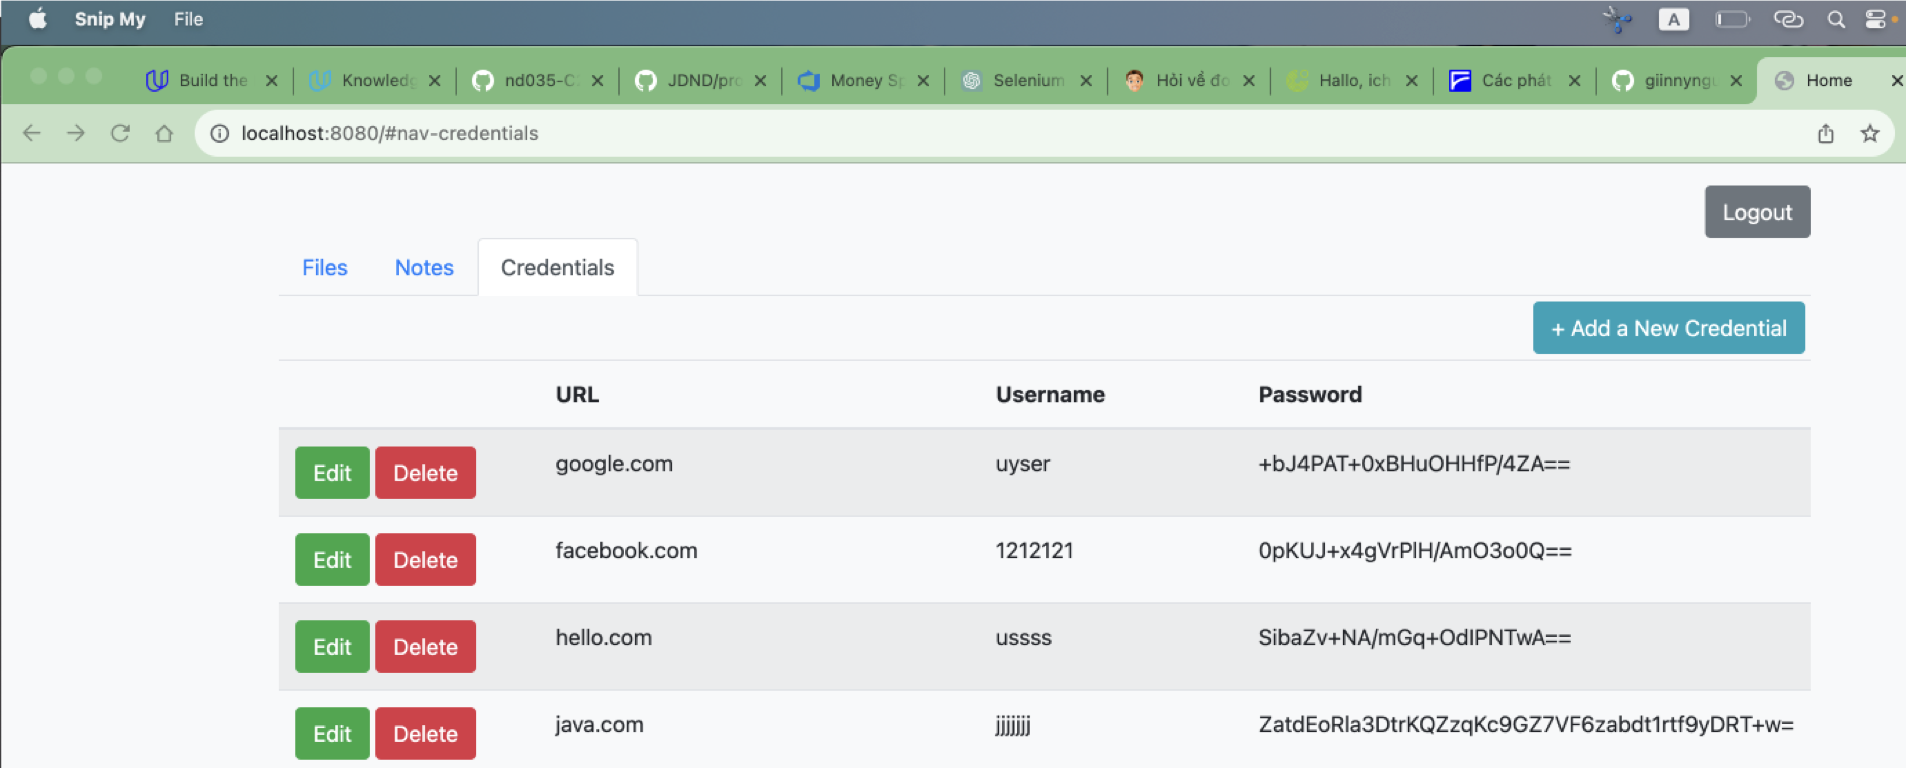 Snip My File
A
Build the
Knowledg
nd035-C
JDND/pro
Money Sp
Selenium
Hỏi về đo
Hallo, ich
Các phát
giinnyngu
Home
localhost:8080/#nav-credentials
Logout
Files Notes Credentials
+ Add a New Credential
URL Username Password
Edit Delete google.com uyser +bJ4PAT+0xBHuOHHfP/4ZA==
Edit Delete facebook.com 1212121 0pKUJ+x4gVrPlH/AmO3o0Q==
Edit Delete hello.com ussss SibaZv+NA/mGq+OdIPNTwA==
Edit Delete java.com jjjjjjj ZatdEoRla3DtrKQZzqKc9GZ7VF6zabdt1rtf9yDRT+w=